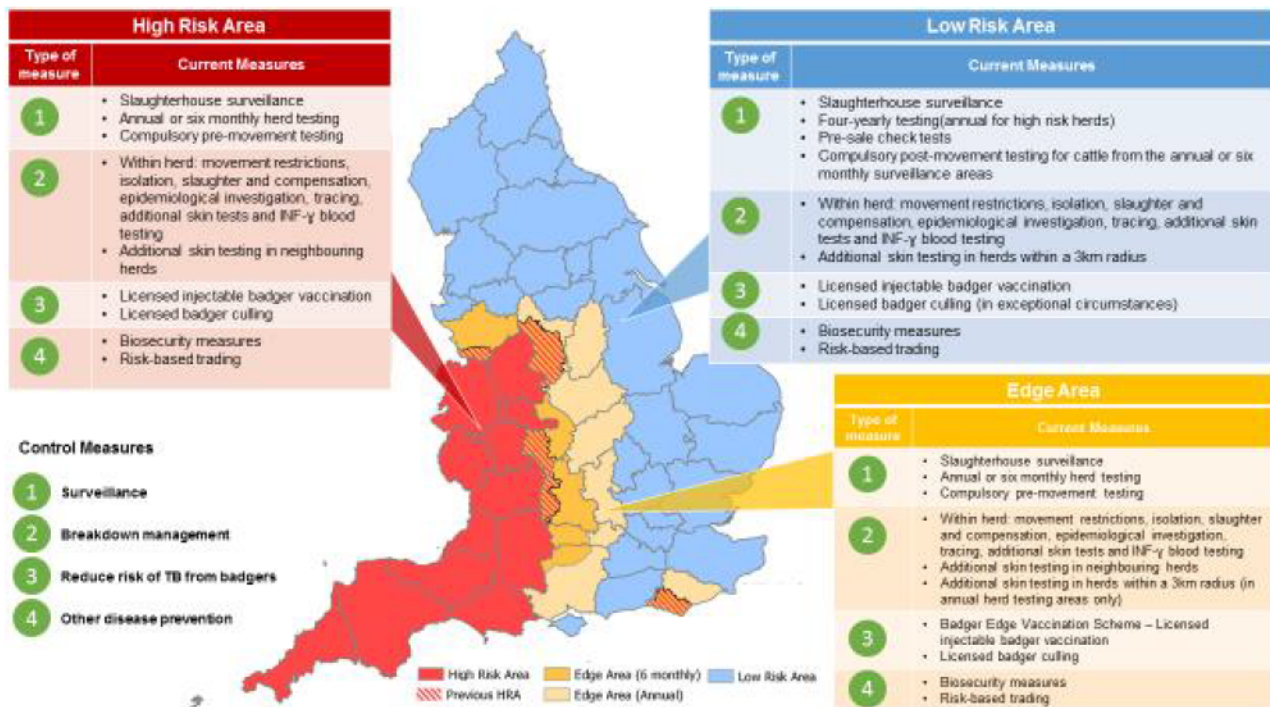 High Risk Area
Type of
measure
Current Measures
1
• Slaughterhouse surveillance
• Annual or six monthly herd testing
• Compulsory pre-movement testing
2
• Within herd: movement restrictions,
isolation, slaughter and compensation,
epidemiological investigation, tracing,
additional skin tests and INF-γ blood
testing
• Additional skin testing in neighbouring
herds
3
• Licensed injectable badger vaccination
• Licensed badger culling
4
• Biosecurity measures
• Risk-based trading
Control Measures
1 Surveillance
2 Breakdown management
3 Reduce risk of TB from badgers
4 Other disease prevention
Low Risk Area
Type of
measure
Current Measures
1
• Slaughterhouse surveillance
• Four-yearly testing(annual for high risk herds)
• Pre-sale check tests
• Compulsory post-movement testing for cattle from the annual or six
monthly surveillance areas
2
• Within herd: movement restrictions, isolation, slaughter and
compensation, epidemiological investigation, tracing, additional skin
tests and INF-γ blood testing
• Additional skin testing in herds within a 3km radius
3
• Licensed injectable badger vaccination
• Licensed badger culling (in exceptional circumstances)
4
• Biosecurity measures
• Risk-based trading
Edge Area
Type of
measure
Current Measures
1
• Slaughterhouse surveillance
• Annual or six monthly herd testing
• Compulsory pre-movement testing
2
• Within herd: movement restrictions, isolation, slaughter
and compensation, epidemiological investigation,
tracing, additional skin tests and INF-γ blood testing
• Additional skin testing in neighbouring herds
• Additional skin testing in herds within a 3km radius (in
annual herd testing areas only)
3
• Badger Edge Vaccination Scheme – Licensed
injectable badger vaccination
• Licensed badger culling
4
• Biosecurity measures
• Risk-based trading
High Risk Area
Edge Area (6 monthly)
Low Risk Area
Previous HRA
Edge Area (Annual)